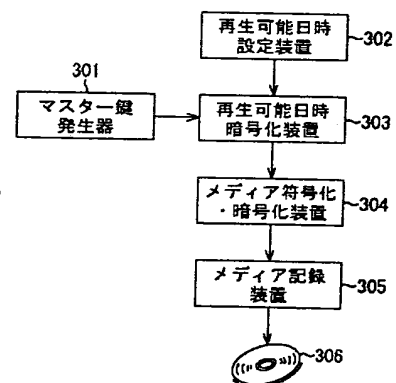 再生可能日時
設定装置
302
301
マスター鍵
発生器
再生可能日時
暗号化装置
303
メディア符号化
・暗号化装置
304
メディア記録
装置
305
306